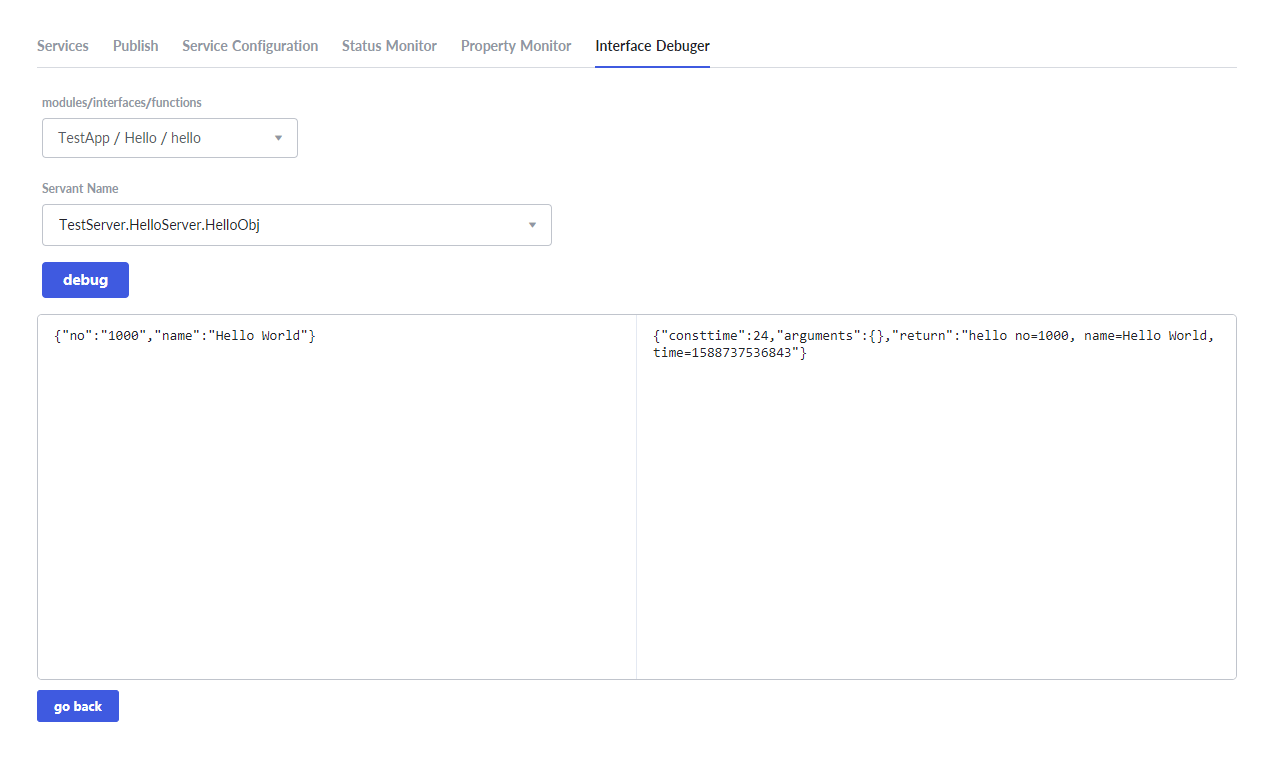 Services Publish Service Configuration Status Monitor Property Monitor Interface Debuger
modules/interfaces/functions
TestApp / Hello / hello
Servant Name
TestServer.HelloServer.HelloObj
debug
{"no":"1000","name":"Hello World"}
{"consttime":24,"arguments":{},"return":"hello no=1000, name=Hello World,
time=1588737536843"}
go back